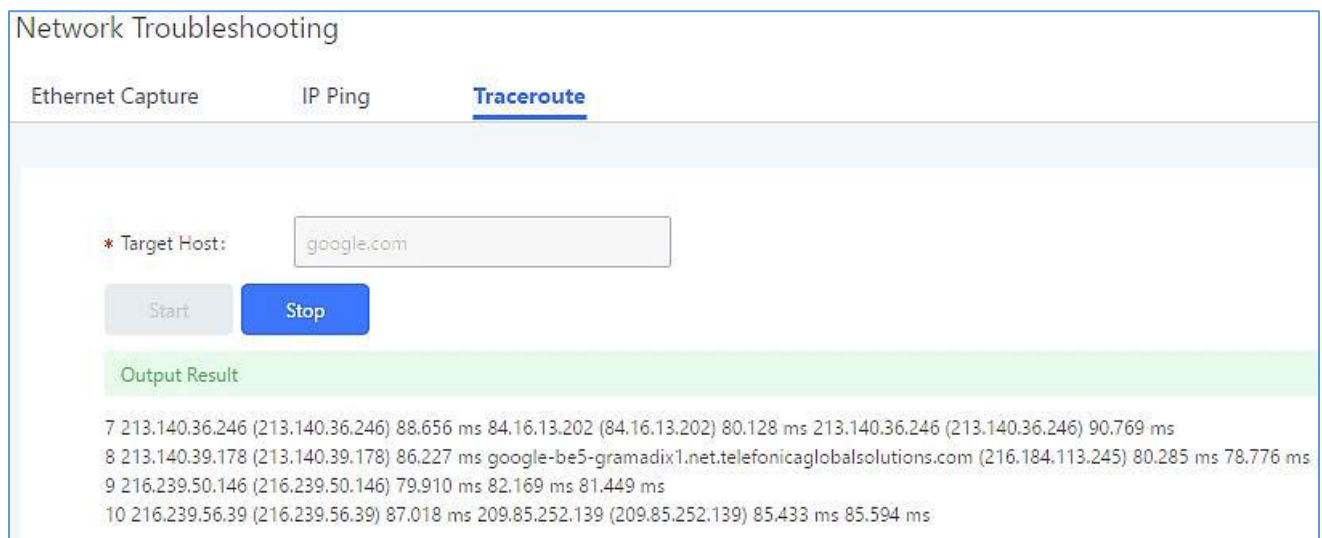 Network Troubleshooting
Ethernet Capture IP Ping Traceroute
* Target Host: google.com
Start Stop
Output Result
7 213.140.36.246 (213.140.36.246) 88.656 ms 84.16.13.202 (84.16.13.202) 80.128 ms 213.140.36.246 (213.140.36.246) 90.769 ms
8 213.140.39.178 (213.140.39.178) 86.227 ms google-be5-gramadix1.net.telefonicaglobalsolutions.com (216.184.113.245) 80.285 ms 78.776 ms
9 216.239.50.146 (216.239.50.146) 79.910 ms 82.169 ms 81.449 ms
10 216.239.56.39 (216.239.56.39) 87.018 ms 209.85.252.139 (209.85.252.139) 85.433 ms 85.594 ms